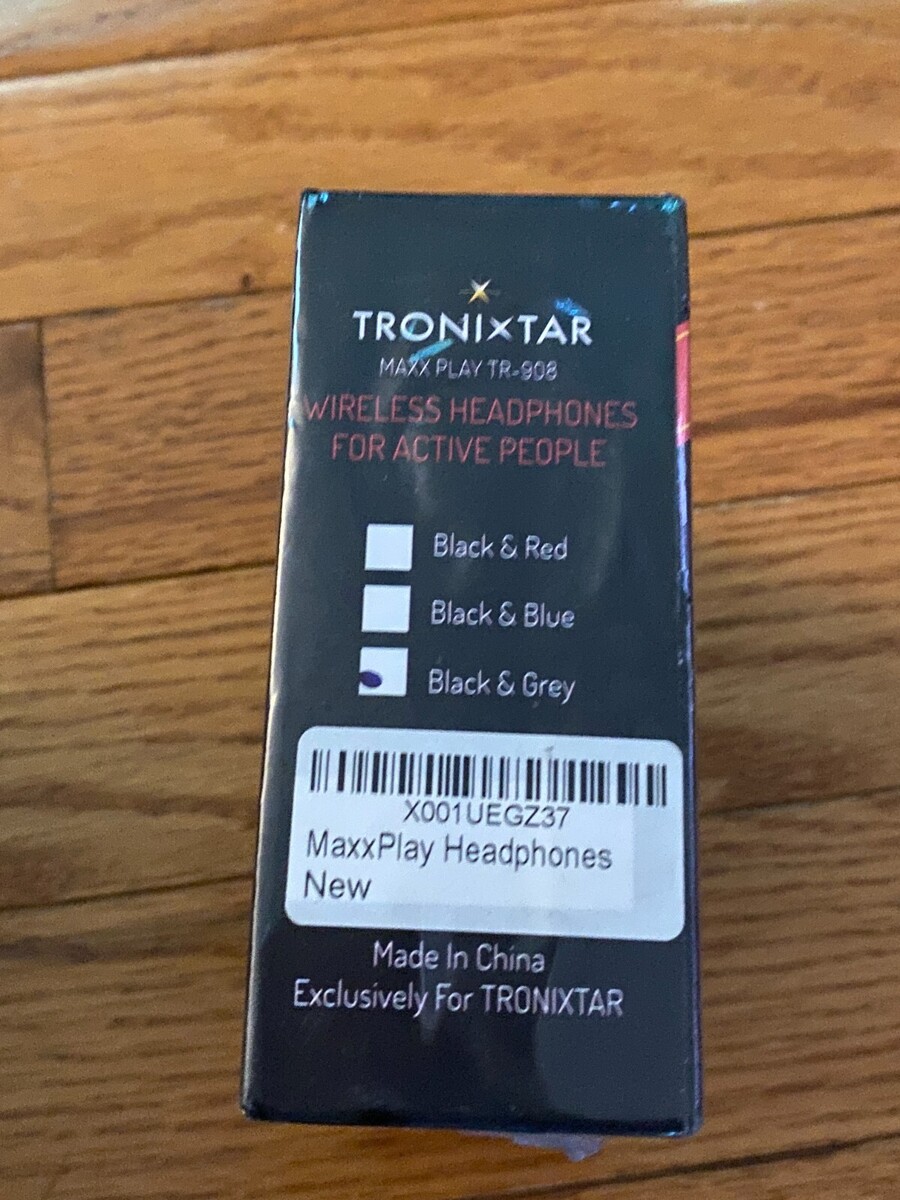 TRONIXTAR
MAXX PLAY TR-908
WIRELESS HEADPHONES
FOR ACTIVE PEOPLE
Black & Red
Black & Blue
Black & Grey
X001UEGZ37
MaxxPlay Headphones
New
Made In China
Exclusively For TRONIXTAR